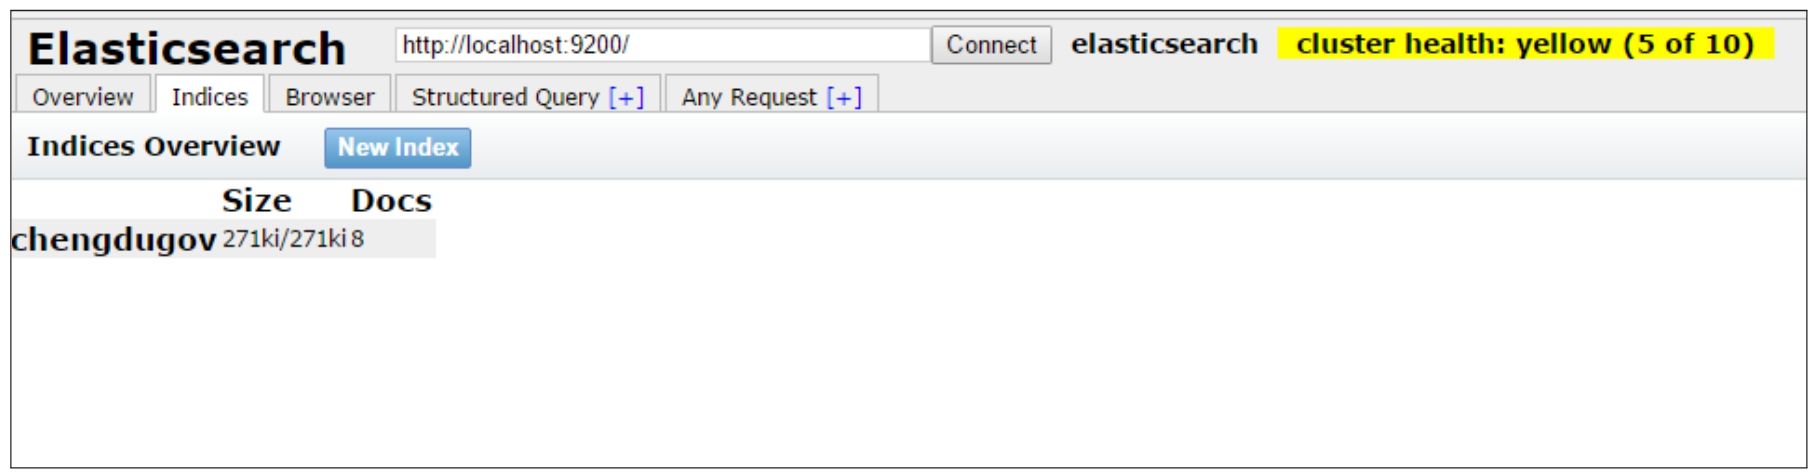 Elasticsearch http://localhost:9200/ Connect elasticsearch cluster health: yellow (5 of 10)
Overview Indices Browser Structured Query [+] Any Request [+]
Indices Overview New Index
Size Docs
chengdugov 271ki/271ki 8